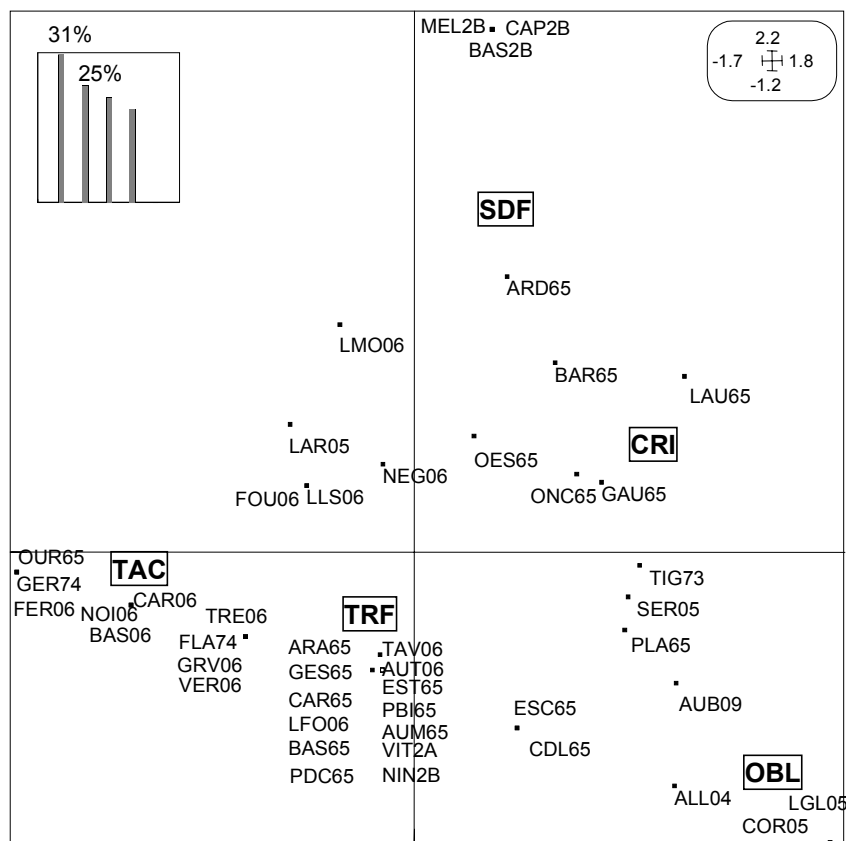 MEL2B CAP2B
BAS2B
31%
25%
2.2
-1.7 1.8
-1.2
SDF
ARD65
LMO06
BAR65
LAU65
LAR05
OES65
CRI
NEG06
FOU06 LLS06
ONC65 GAU65
OUR65
TAC
GER74
TIG73
FER06 NOI06 CAR06
BAS06
TRE06
TRF
SER05
FLA74
ARA65 TAV06
PLA65
GRV06
GES65 AUT06
VER06
EST65
CAR65 PBI65
ESC65
AUB09
LFO06 AUM65
BAS65 VIT2A
CDL65
PDC65 NIN2B
OBL
ALL04
LGL05
COR05